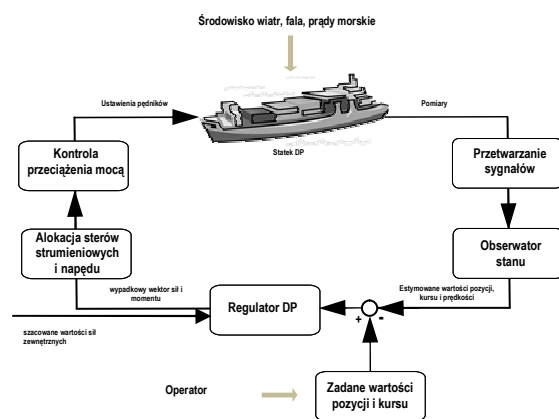 Środowisko wiatr, fala, prądy morskie
Ustawienia pędników
Pomiary
Statek DP
Kontrola
przeciążenia mocą
Przetwarzanie
sygnałów
Alokacja sterów
strumieniowych
i napędu
Obserwator
stanu
wypadkowy wektor sił i
momentu
Regulator DP
Estymowane wartości pozycji,
kursu i prędkości
+
-
szacowane wartości sił
zewnętrznych
Operator
Zadane wartości
pozycji i kursu